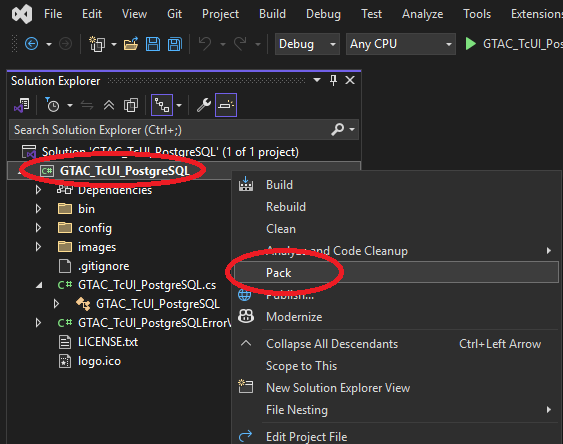 File Edit View Git Project Build Debug Test Analyze Tools Extensions
Debug Any CPU GTAC_TcUI_Po
Solution Explorer
Search Solution Explorer (Ctrl+;)
Solution 'GTAC_TcUI_PostgreSQL' (1 of 1 project)
GTAC_TcUI_PostgreSQL
Dependencies
bin
config
images
.gitignore
C# GTAC_TcUI_PostgreSQL.cs
GTAC_TcUI_PostgreSQL
C# GTAC_TcUI_PostgreSQLError
LICENSE.txt
logo.ico
Build
Rebuild
Clean
Analyze and Code Cleanup
Pack
Publish...
Modernize
Collapse All Descendants Ctrl+Left Arrow
Scope to This
New Solution Explorer View
File Nesting
Edit Project File